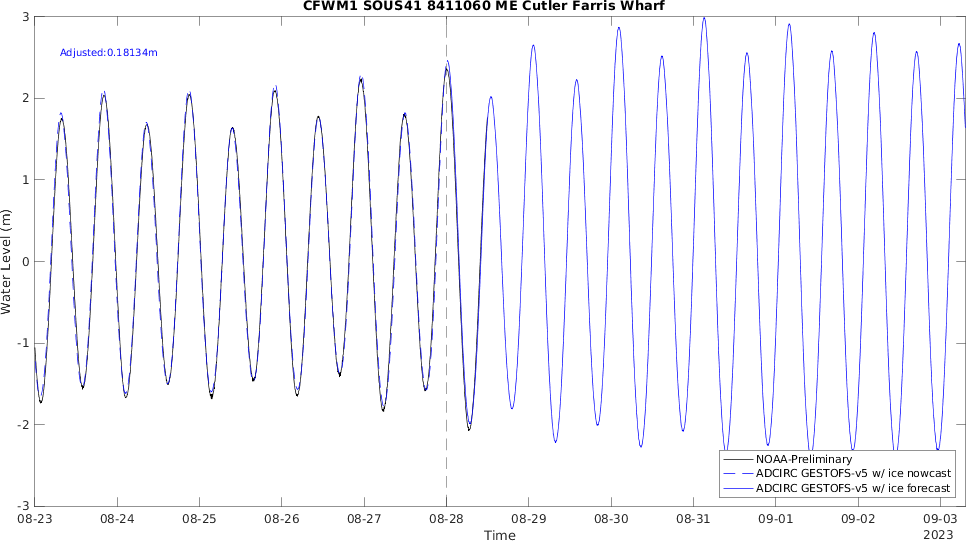 CFWM1 SOUS41 8411060 ME Cutler Farris Wharf
Adjusted:0.18134m
Water Level (m)
3
2
1
0
-1
-2
-3
NOAA-Preliminary
ADCIRC GESTOFS-v5 w/ ice nowcast
ADCIRC GESTOFS-v5 w/ ice forecast
08-23 08-24 08-25 08-26 08-27 08-28 08-29 08-30 08-31 09-01 09-02 09-03
Time
2023